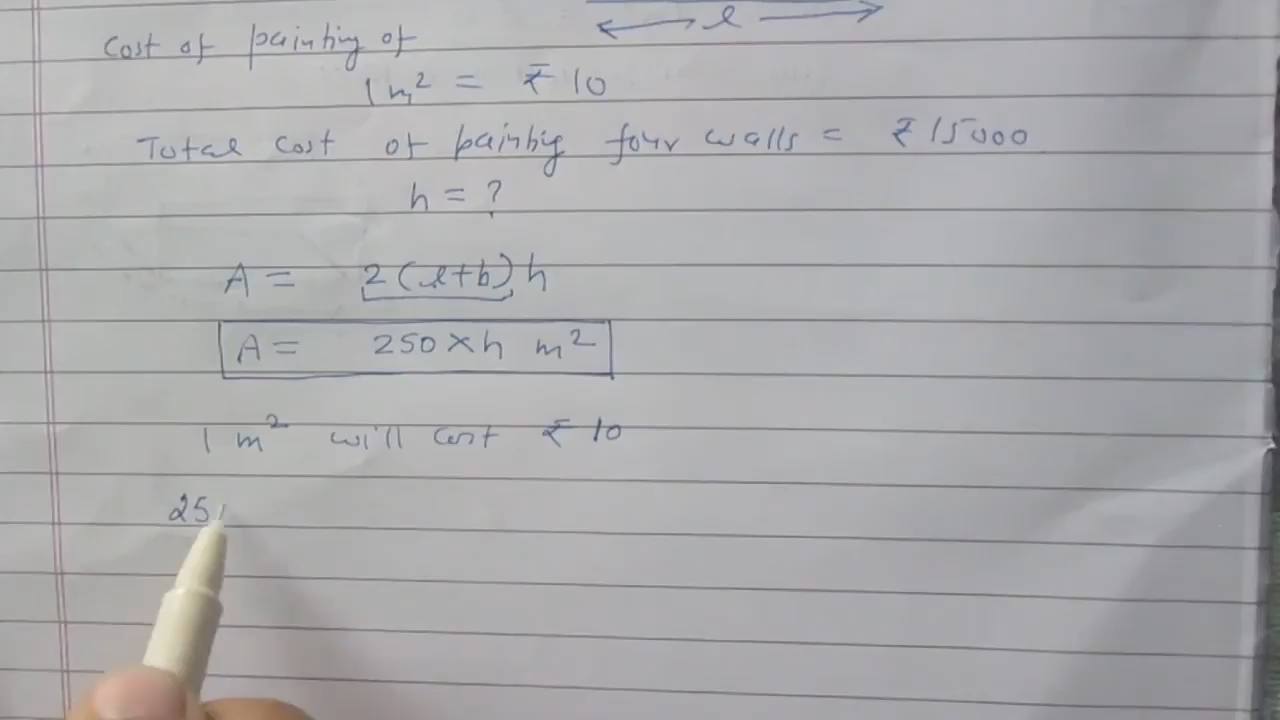 l
Cost of painting of
1 m² = ₹ 10
Total cost of painting four walls = ₹ 15000
h = ?
A = 2 (l+b) h
A = 250 × h m²
1 m² will cost ₹ 10
25